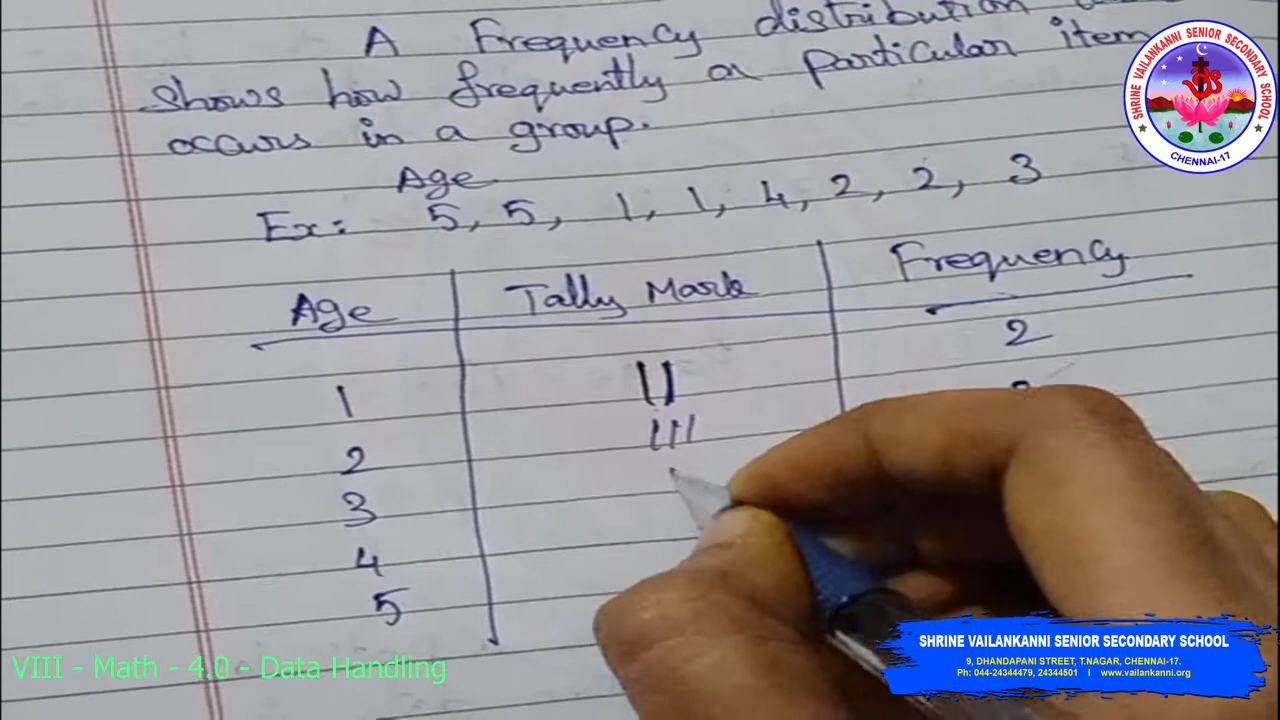 A Frequency distribution
shows how frequently a particular item
occurs in a group.
Age
Ex: 5, 5, 1, 1, 4, 2, 2, 3
Age Tally Mark Frequency
1 || 2
2 |||
3
4
5
SHRINE VAILANKANNI SENIOR SECONDARY SCHOOL
CHENNAI-17
VIII - Math - 4.0 - Data Handling
SHRINE VAILANKANNI SENIOR SECONDARY SCHOOL
9, DHANDAPANI STREET, T.NAGAR, CHENNAI-17.
Ph: 044-24344479, 24344501 I www.vailankanni.org